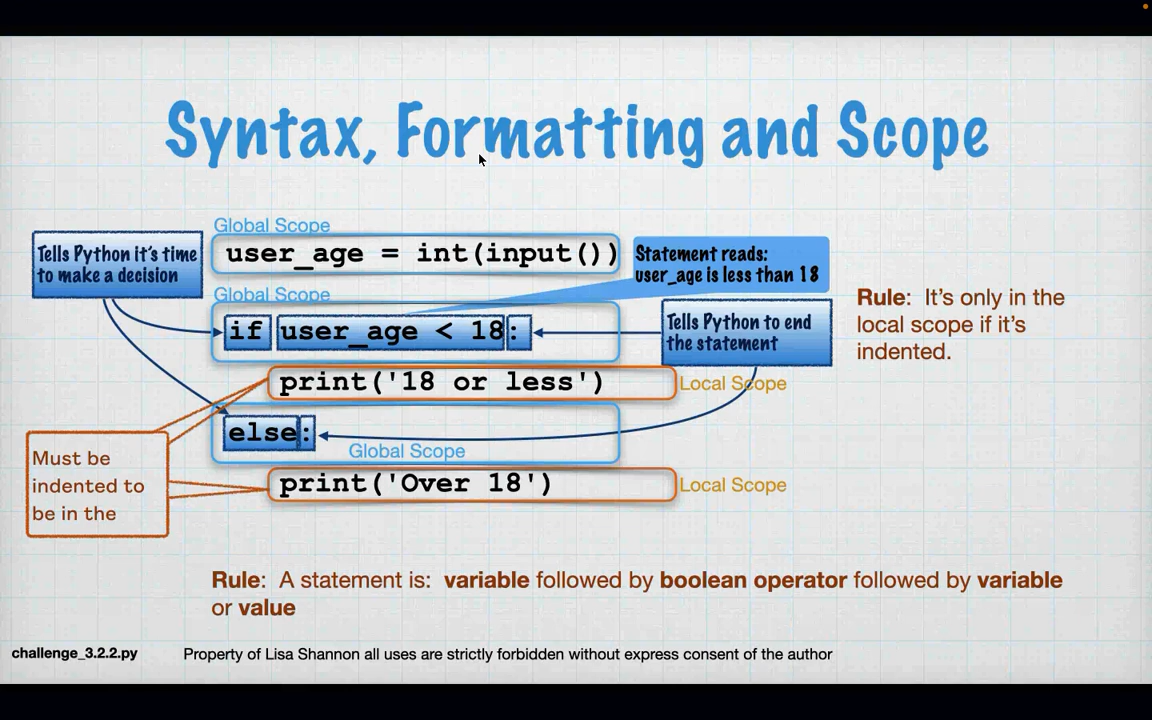 Syntax, Formatting and Scope
Global Scope
Tells Python it's time
to make a decision
user_age = int(input())
Statement reads:
user_age is less than 18
Global Scope
if user_age < 18:
Tells Python to end
the statement
Rule: It's only in the
local scope if it's
indented.
print('18 or less')
Local Scope
else:
Global Scope
Must be
indented to
be in the
print('Over 18')
Local Scope
Rule: A statement is: variable followed by boolean operator followed by variable
or value
challenge_3.2.2.py
Property of Lisa Shannon all uses are strictly forbidden without express consent of the author